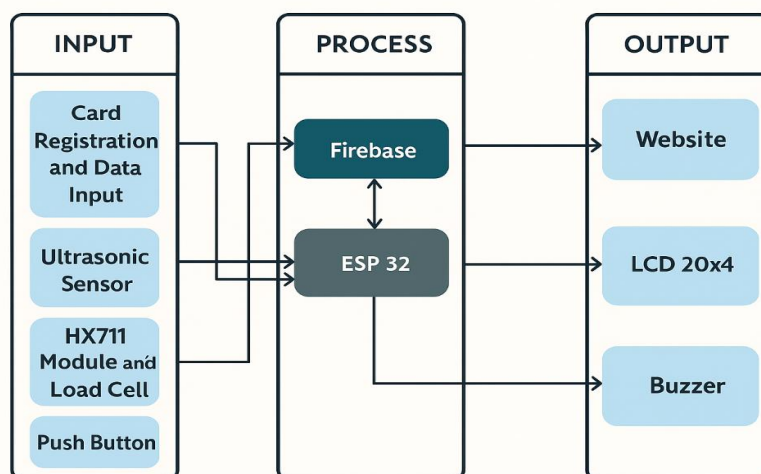 INPUT
Card
Registration
and Data
Input
Ultrasonic
Sensor
HX711
Module and
Load Cell
Push Button
PROCESS
Firebase
ESP 32
OUTPUT
Website
LCD 20x4
Buzzer